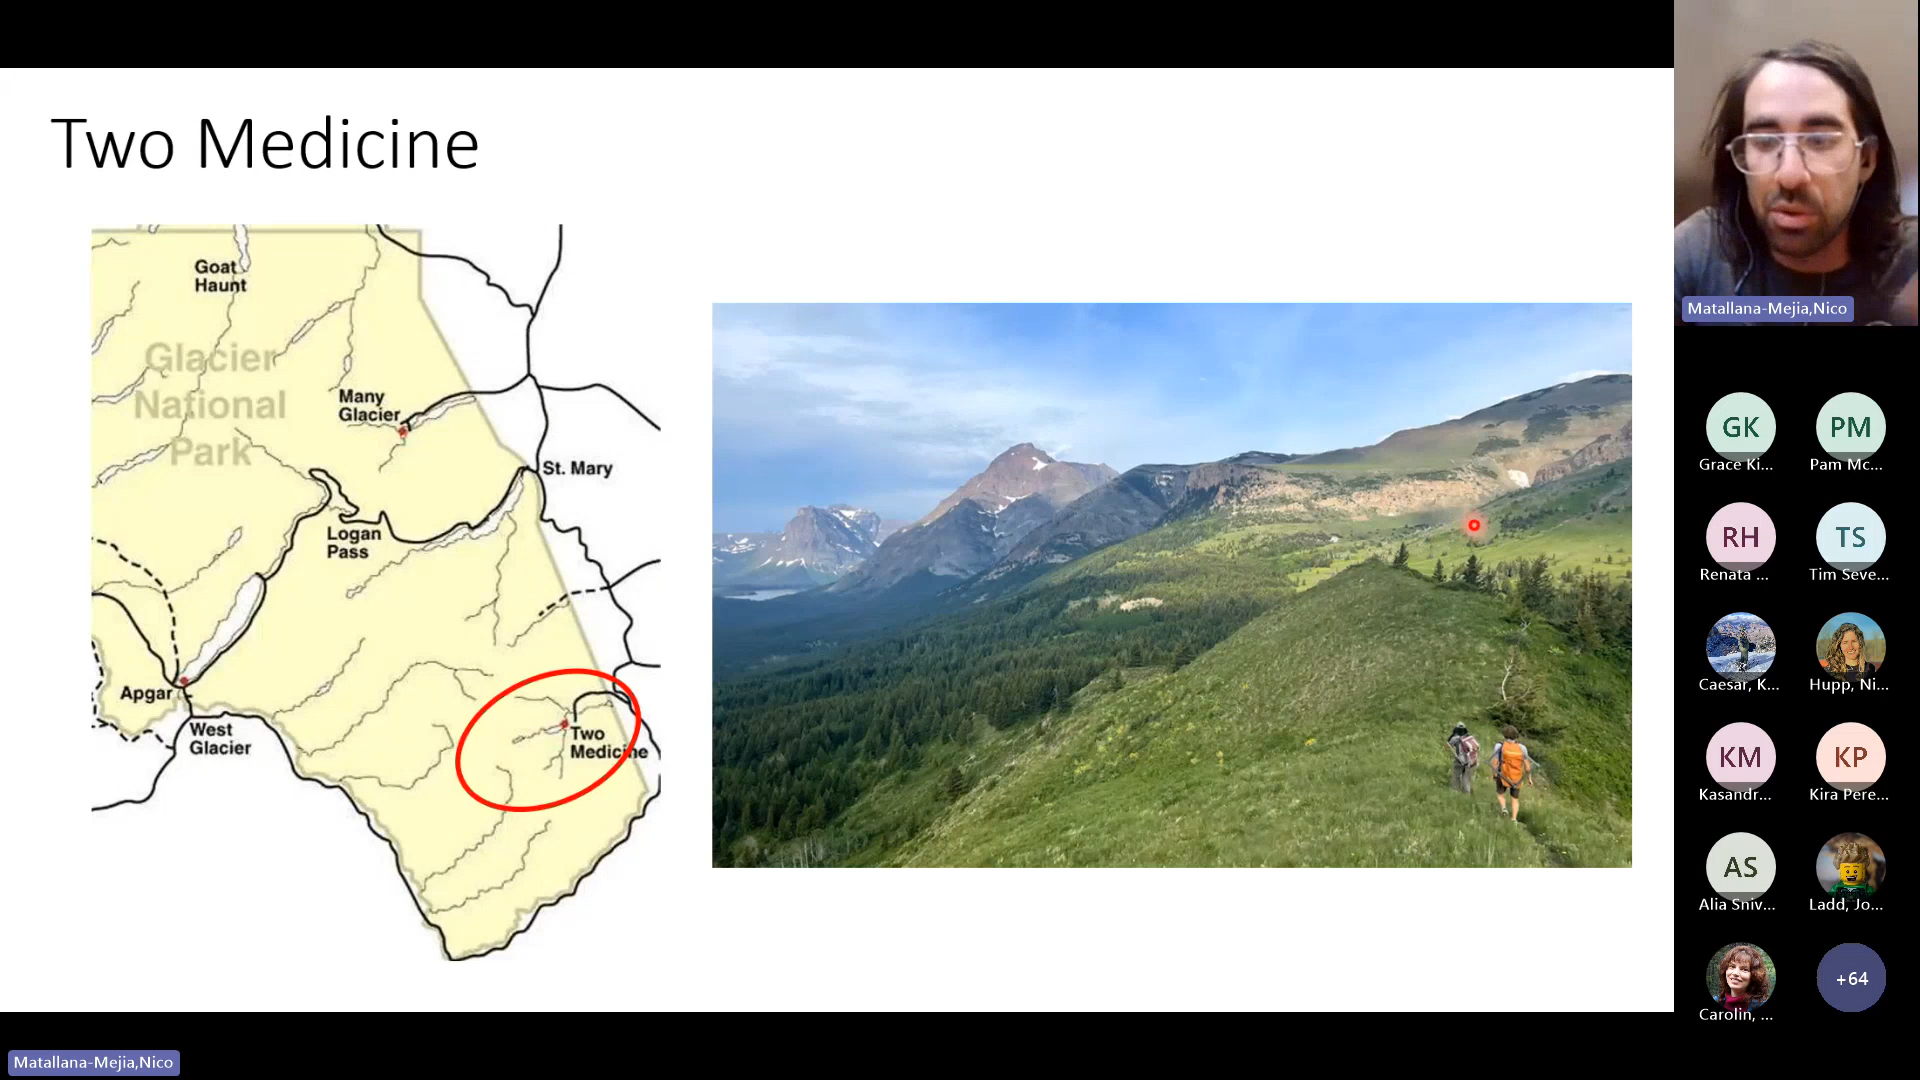 Two Medicine
Goat
Haunt
Glacier
National
Park
Many
Glacier
St. Mary
Logan
Pass
Apgar
West
Glacier
Two
Medicine
Matallana-Mejia,Nico
GK
PM
Grace Ki...
Pam Mc...
RH
TS
Renata ...
Tim Seve...
Caesar, K...
Hupp, Ni...
KM
KP
Kasandr...
Kira Pere...
AS
Alia Sniv...
Ladd, Jo...
+64
Carolin, ...
Matallana-Mejia,Nico